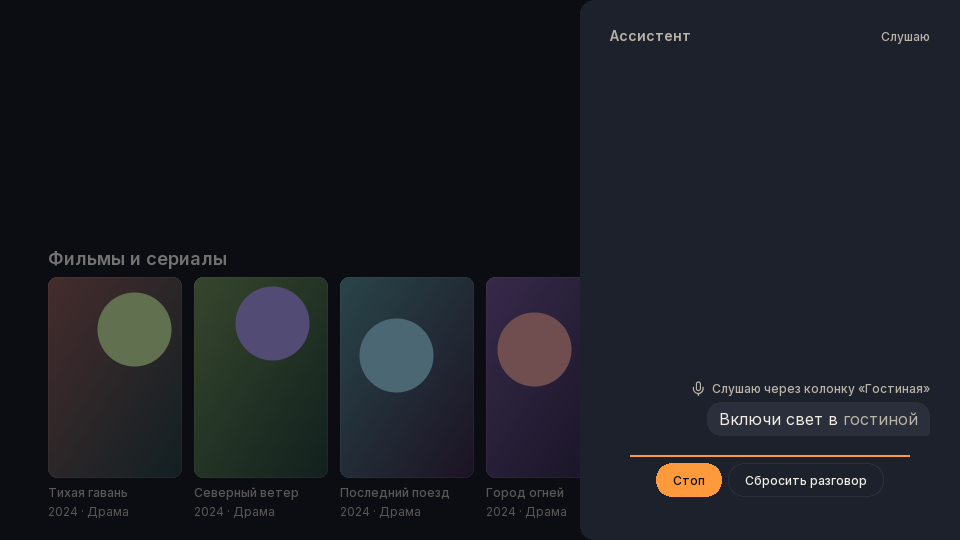 Фильмы и сериалы
Тихая гавань
2024 · Драма
Северный ветер
2024 · Драма
Последний поезд
2024 · Драма
Город огней
2024 · Драма
Ассистент
Слушаю
Слушаю через колонку «Гостиная»
Включи свет в гостиной
Стоп
Сбросить разговор